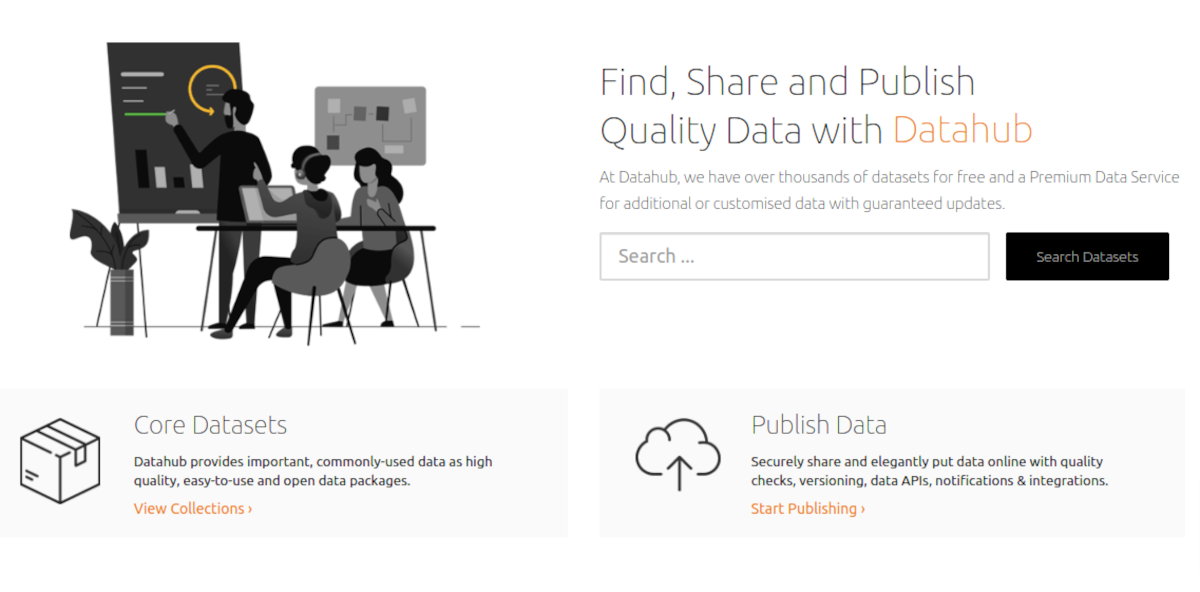 Find, Share and Publish
Quality Data with Datahub
At Datahub, we have over thousands of datasets for free and a Premium Data Service
for additional or customised data with guaranteed updates.
Search ...
Search Datasets
Core Datasets
Datahub provides important, commonly-used data as high
quality, easy-to-use and open data packages.
View Collections ›
Publish Data
Securely share and elegantly put data online with quality
checks, versioning, data APIs, notifications & integrations.
Start Publishing ›